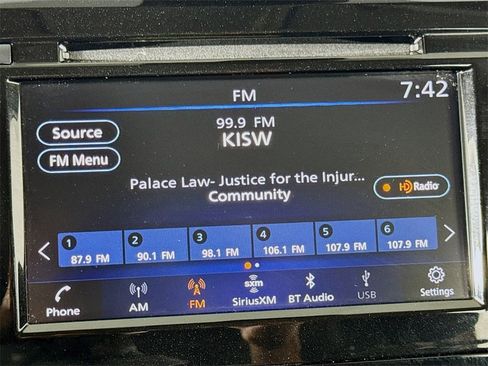 FM
7:42
Source
99.9 FM
KISW
FM Menu
Palace Law- Justice for the Injur...
Community
HD Radio
1 2 3 4 5 6
87.9 FM 90.1 FM 98.1 FM 106.1 FM 107.9 FM 107.9 FM
sxm
Phone AM FM SiriusXM BT Audio USB Settings